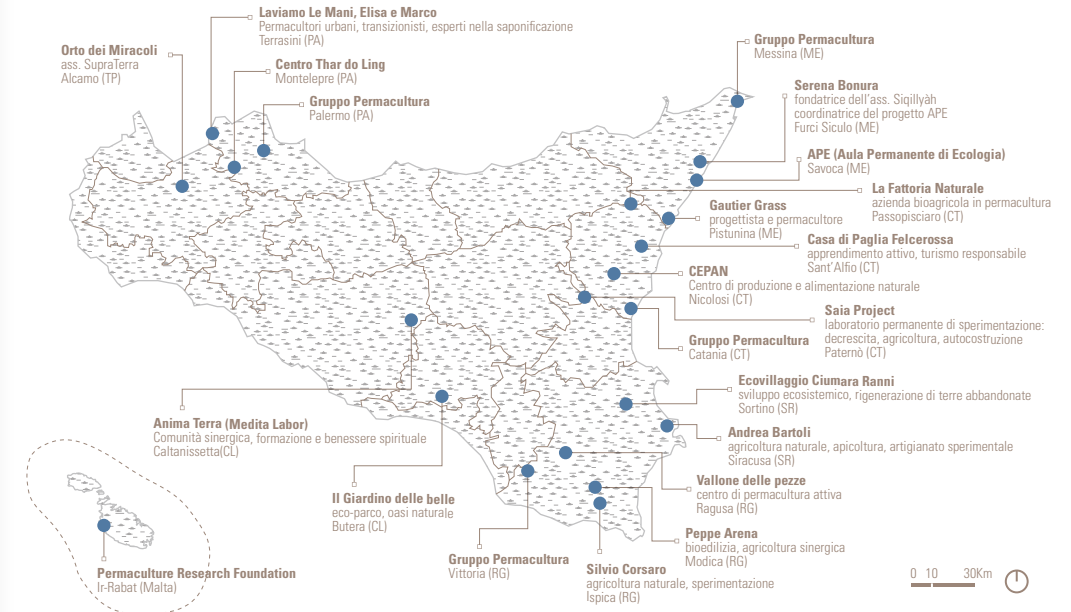 Laviamo Le Mani, Elisa e Marco
Permacultori urbani, transizionisti, esperti nella saponificazione
Terrasini (PA)
Orto dei Miracoli
ass. SupraTerra
Alcamo (TP)
Centro Thar do Ling
Montelepre (PA)
Gruppo Permacultura
Palermo (PA)
Gruppo Permacultura
Messina (ME)
Serena Bonura
fondatrice dell'ass. Siqillyàh
coordinatrice del progetto APE
Furci Siculo (ME)
APE (Aula Permanente di Ecologia)
Savoca (ME)
La Fattoria Naturale
azienda bioagricola in permacultura
Passopisciaro (CT)
Gautier Grass
progettista e permacultore
Pistunina (ME)
Casa di Paglia Felcerossa
apprendimento attivo, turismo responsabile
Sant'Alfio (CT)
CEPAN
Centro di produzione e alimentazione naturale
Nicolosi (CT)
Saia Project
laboratorio permanente di sperimentazione:
decrescita, agricoltura, autocostruzione
Paternò (CT)
Gruppo Permacultura
Catania (CT)
Ecovillaggio Ciumara Ranni
sviluppo ecosistemico, rigenerazione di terre abbandonate
Sortino (SR)
Andrea Bartoli
agricoltura naturale, apicoltura, artigianato sperimentale
Siracusa (SR)
Anima Terra (Medita Labor)
Comunità sinergica, formazione e benessere spirituale
Caltanissetta(CL)
Vallone delle pezze
centro di permacultura attiva
Ragusa (RG)
Il Giardino delle belle
eco-parco, oasi naturale
Butera (CL)
Peppe Arena
bioedilizia, agricoltura sinergica
Modica (RG)
Gruppo Permacultura
Vittoria (RG)
Silvio Corsaro
agricoltura naturale, sperimentazione
Ispica (RG)
Permaculture Research Foundation
Ir-Rabat (Malta)
0 10 30Km